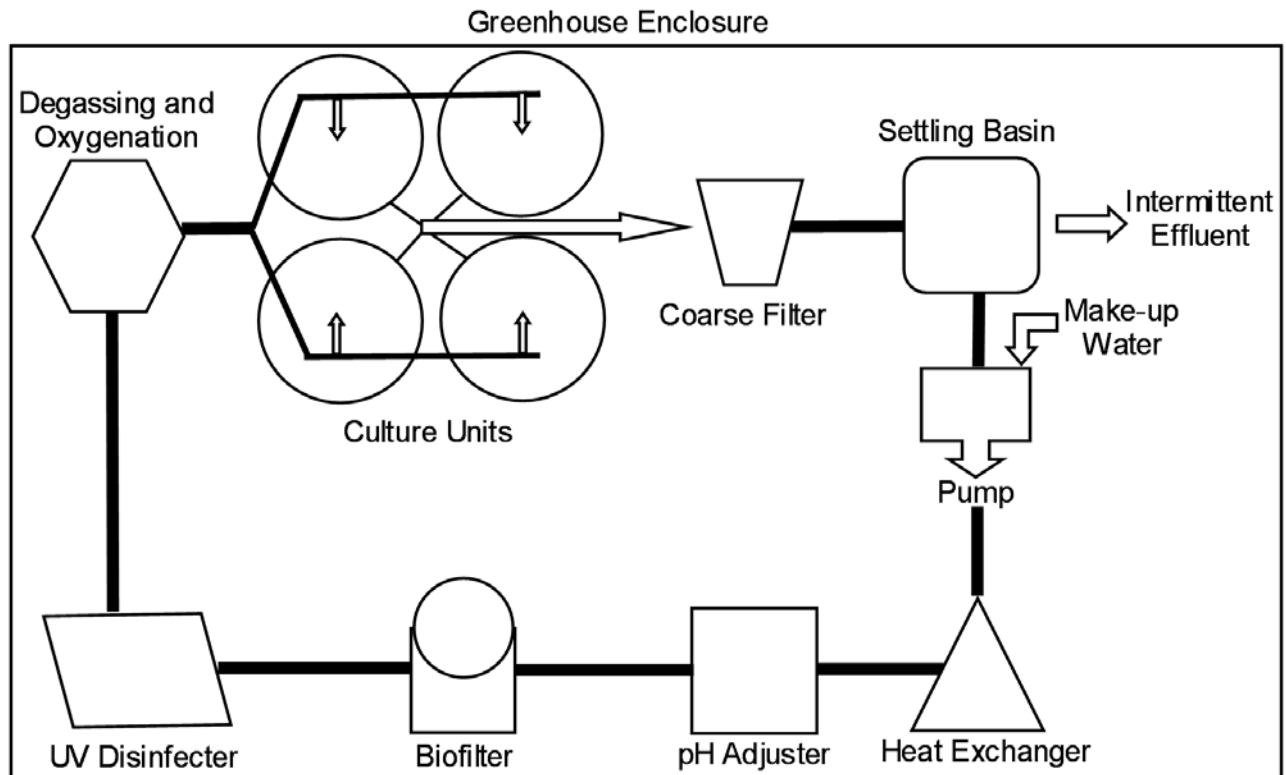 Greenhouse Enclosure
Degassing and
Oxygenation
Settling Basin
Intermittent
Effluent
Coarse Filter
Make-up
Water
Culture Units
Pump
UV Disinfecter
Biofilter
pH Adjuster
Heat Exchanger